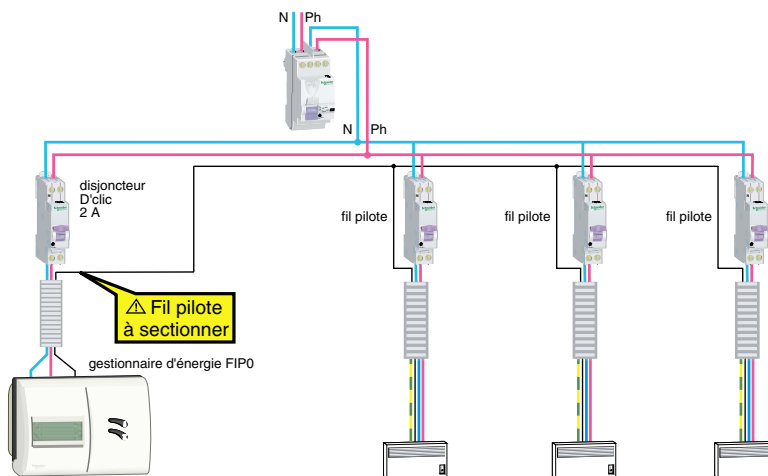 N Ph
N Ph
disjoncteur
D'clic
2 A
fil pilote
fil pilote
fil pilote
⚠ Fil pilote
à sectionner
gestionnaire d'énergie FIP0